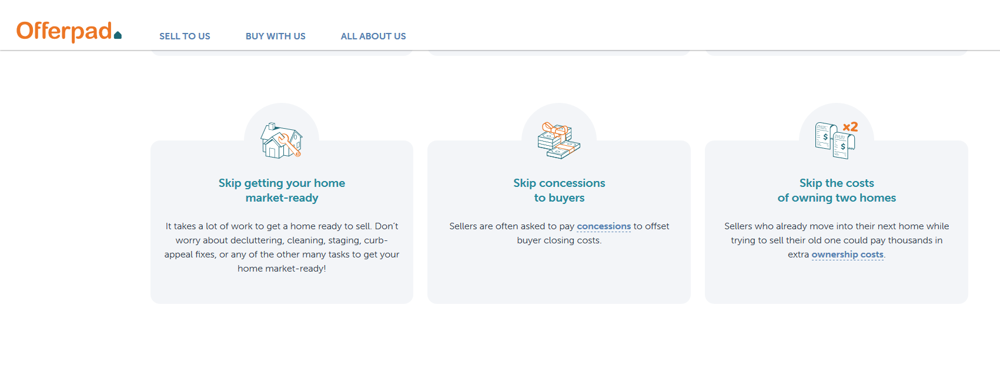 Offerpad
SELL TO US
BUY WITH US
ALL ABOUT US
Skip getting your home
market-ready
It takes a lot of work to get a home ready to sell. Don't
worry about decluttering, cleaning, staging, curb-
appeal fixes, or any of the other many tasks to get your
home market-ready!
Skip concessions
to buyers
Sellers are often asked to pay concessions to offset
buyer closing costs.
x2
$
$
Skip the costs
of owning two homes
Sellers who already move into their next home while
trying to sell their old one could pay thousands in
extra ownership costs.